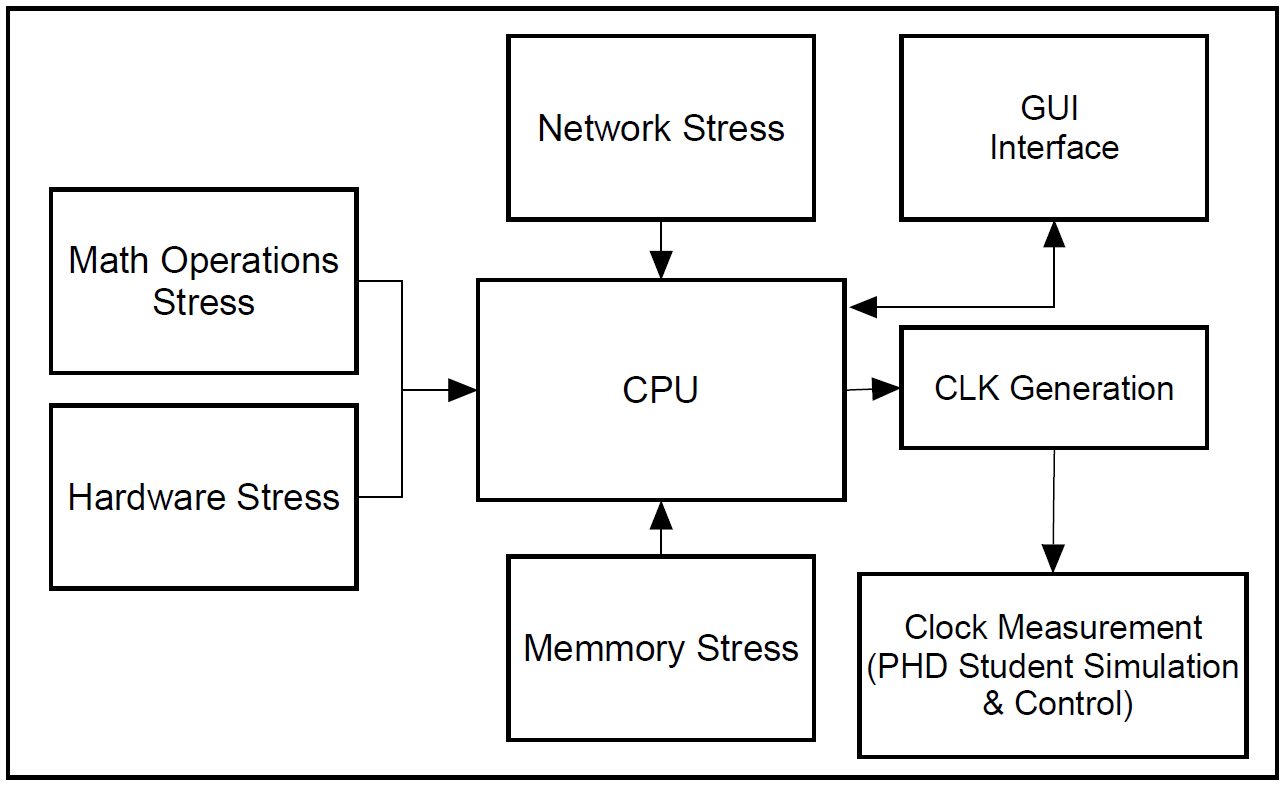 Network Stress
GUI
Interface
Math Operations
Stress
CPU
CLK Generation
Hardware Stress
Memmory Stress
Clock Measurement
(PHD Student Simulation
& Control)